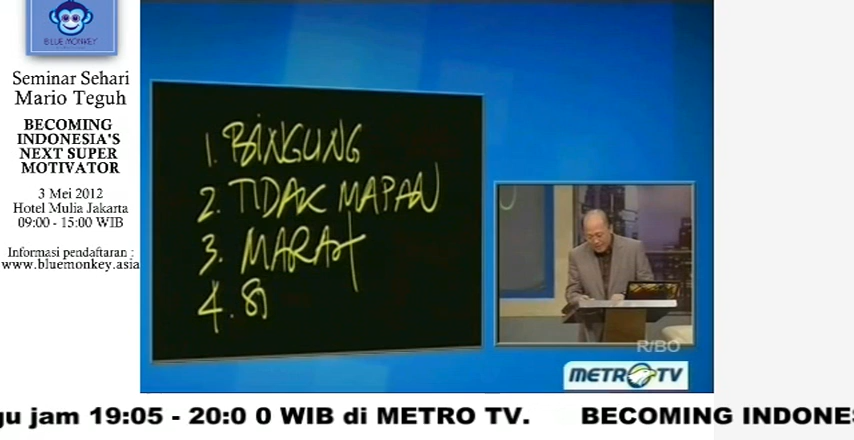 BLUE MONKEY
Seminar Sehari
Mario Teguh
BECOMING
INDONESIA'S
NEXT SUPER
MOTIVATOR
3 Mei 2012
Hotel Mulia Jakarta
09:00 - 15:00 WIB
Informasi pendaftaran :
www.bluemonkey.asia
1. BINGUNG
2. TIDAK MAPAN
3. MARAH
4.
R/BO
METRO TV
gu jam 19:05 - 20:0 0 WIB di METRO TV. BECOMING INDONES